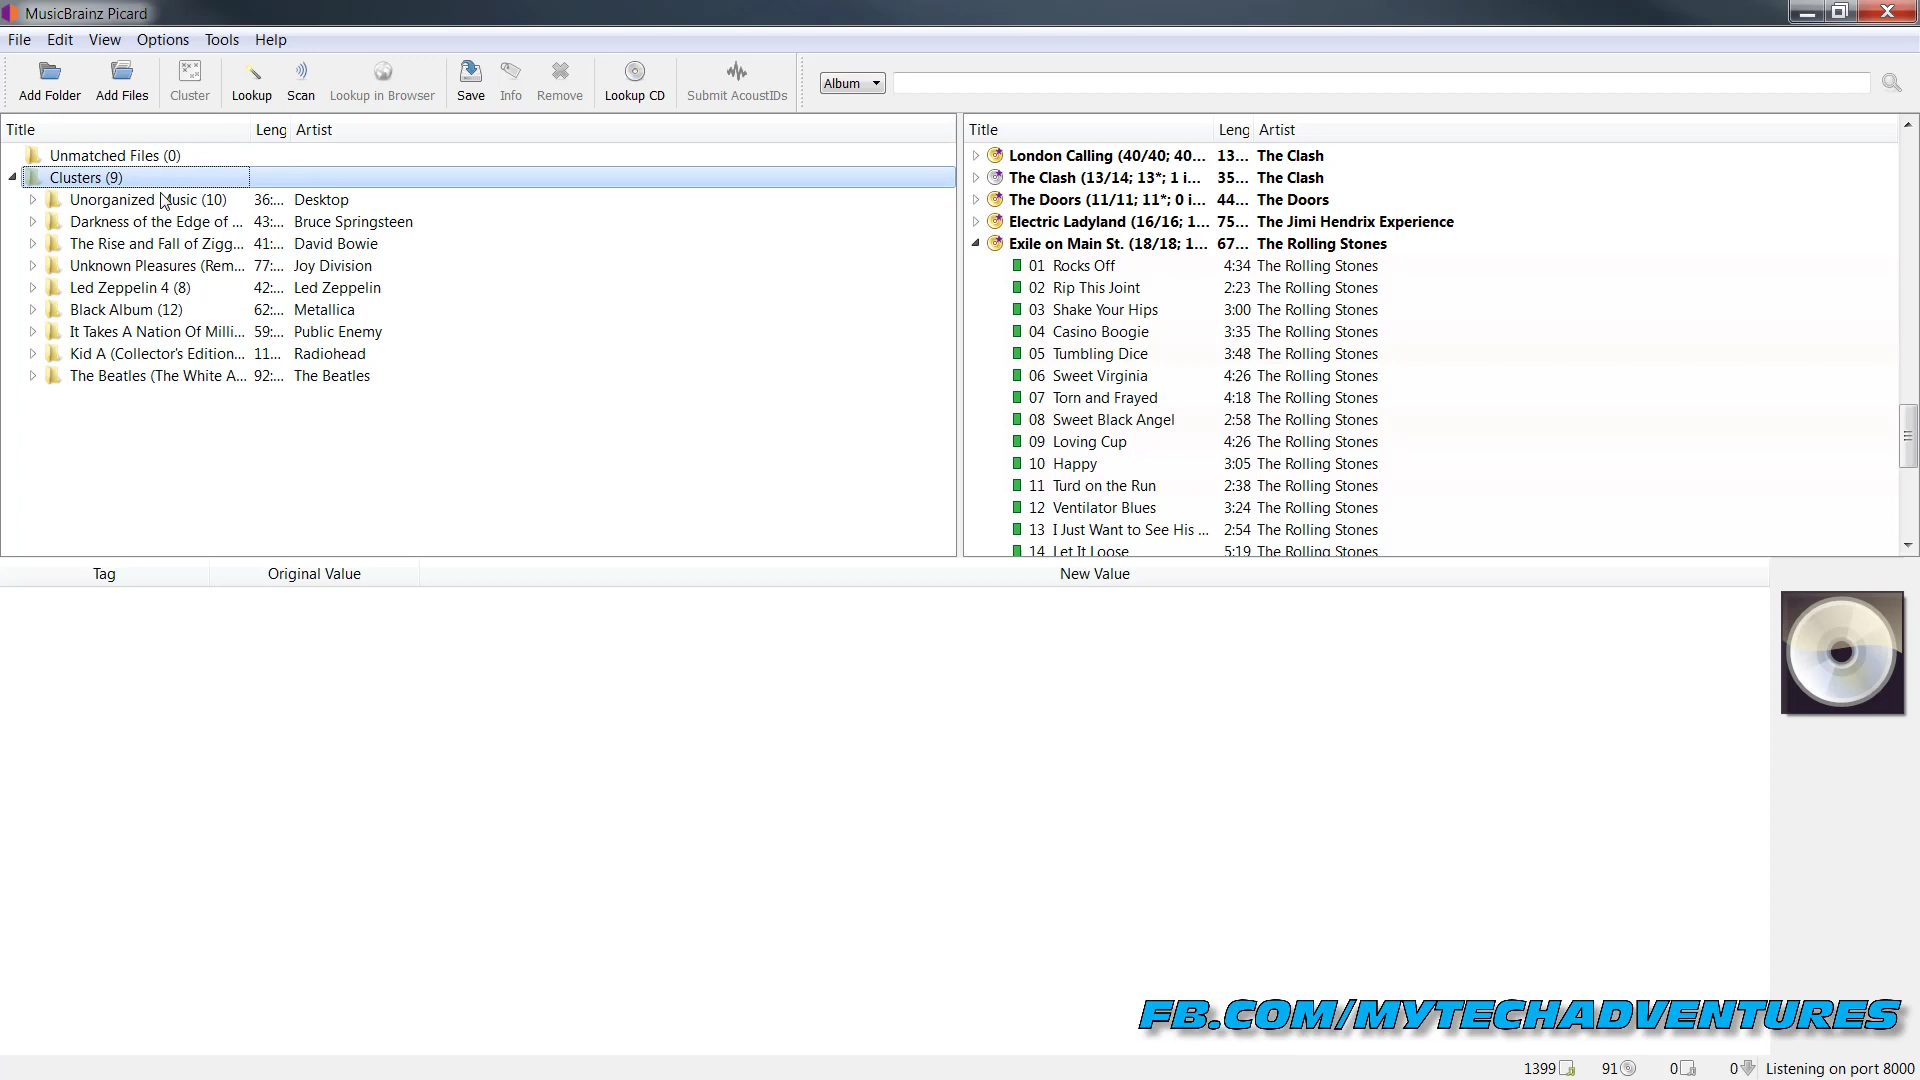 MusicBrainz Picard
File Edit View Options Tools Help
Add Folder Add Files Cluster Lookup Scan Lookup in Browser Save Info Remove Lookup CD Submit AcoustIDs Album
Title Leng Artist
Unmatched Files (0)
Clusters (9)
Unorganized Music (10) 36:... Desktop
Darkness of the Edge of ... 43:... Bruce Springsteen
The Rise and Fall of Zigg... 41:... David Bowie
Unknown Pleasures (Rem... 77:... Joy Division
Led Zeppelin 4 (8) 42:... Led Zeppelin
Black Album (12) 62:... Metallica
It Takes A Nation Of Milli... 59:... Public Enemy
Kid A (Collector's Edition... 11... Radiohead
The Beatles (The White A... 92:... The Beatles
Title Leng Artist
London Calling (40/40; 40... 13... The Clash
The Clash (13/14; 13*; 1 i... 35... The Clash
The Doors (11/11; 11*; 0 i... 44... The Doors
Electric Ladyland (16/16; 1... 75... The Jimi Hendrix Experience
Exile on Main St. (18/18; 1... 67... The Rolling Stones
01 Rocks Off 4:34 The Rolling Stones
02 Rip This Joint 2:23 The Rolling Stones
03 Shake Your Hips 3:00 The Rolling Stones
04 Casino Boogie 3:35 The Rolling Stones
05 Tumbling Dice 3:48 The Rolling Stones
06 Sweet Virginia 4:26 The Rolling Stones
07 Torn and Frayed 4:18 The Rolling Stones
08 Sweet Black Angel 2:58 The Rolling Stones
09 Loving Cup 4:26 The Rolling Stones
10 Happy 3:05 The Rolling Stones
11 Turd on the Run 2:38 The Rolling Stones
12 Ventilator Blues 3:24 The Rolling Stones
13 I Just Want to See His ... 2:54 The Rolling Stones
14 Let It Loose 5:19 The Rolling Stones
Tag Original Value New Value
FB.COM/MYTECHADVENTURES
1399 91 0 0 Listening on port 8000